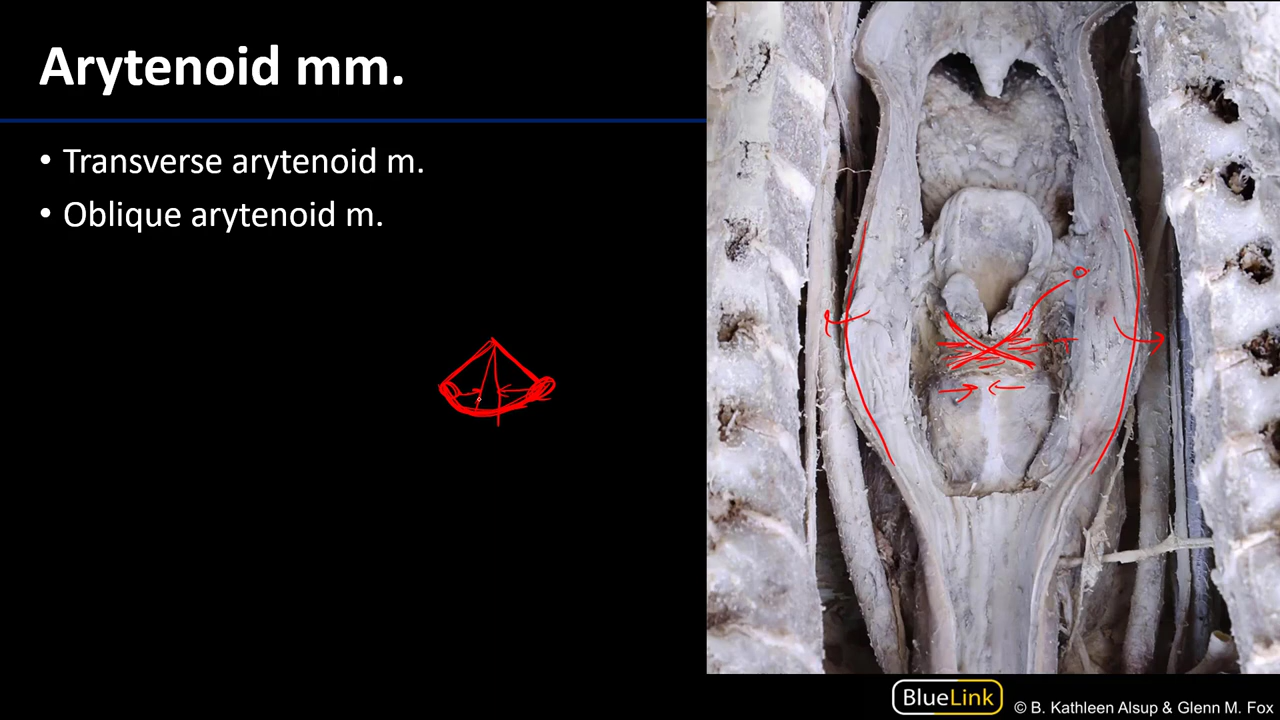 Arytenoid mm.
• Transverse arytenoid m.
• Oblique arytenoid m.
BlueLink
© B. Kathleen Alsup & Glenn M. Fox